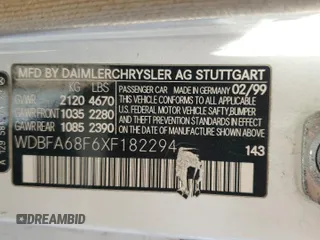 MFD BY DAIMLERCHRYSLER AG STUTTGART
KG LBS PASSENGER CAR MADE IN GERMANY 02/99
GVWR 2120 4670
GAWR FRONT 1035 2280
GAWR REAR 1085 2390
THIS VEHICLE CONFORMS TO ALL APPLICABLE U.S. FEDERAL MOTOR VEHICLE SAFETY, BUMPER, AND THEFT PREVENTION STANDARDS IN EFFECT ON THE DATE OF MANUFACTURE SHOWN ABOVE.
WDBFA68F6XF182294
143
DREAMBID